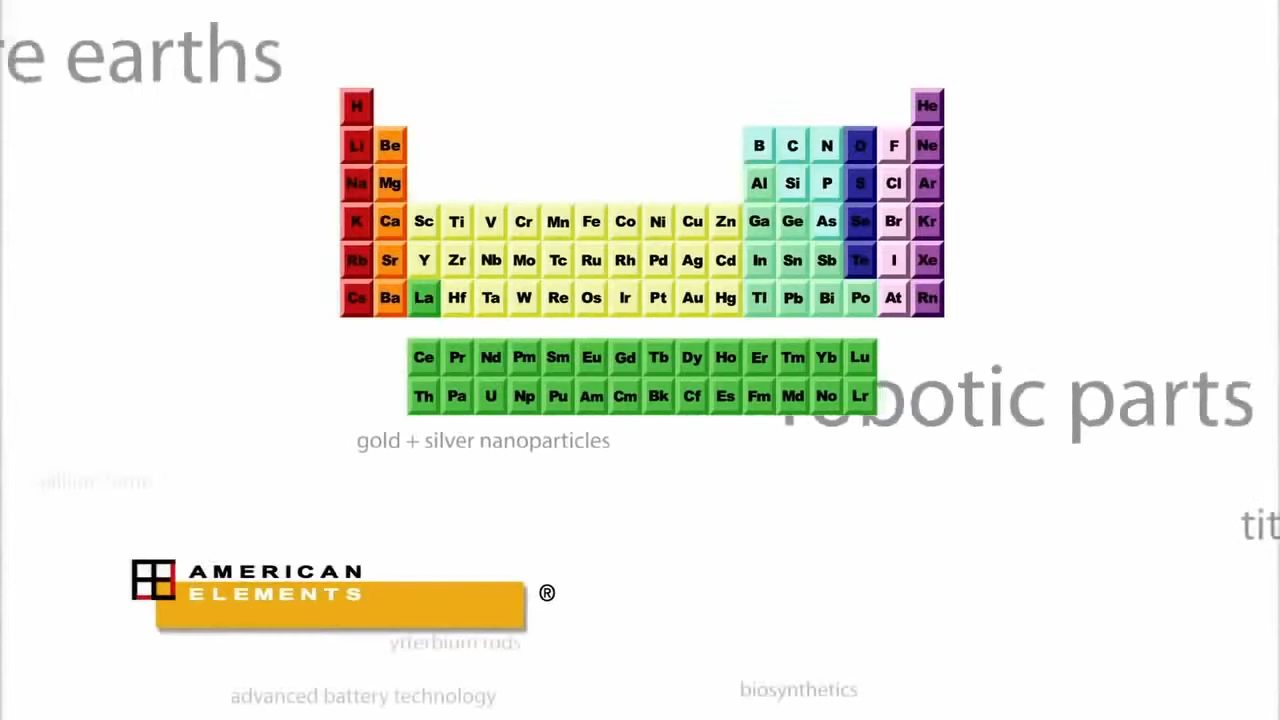 re earths
H He
Li Be B C N O F Ne
Na Mg Al Si P S Cl Ar
K Ca Sc Ti V Cr Mn Fe Co Ni Cu Zn Ga Ge As Se Br Kr
Rb Sr Y Zr Nb Mo Tc Ru Rh Pd Ag Cd In Sn Sb Te I Xe
Cs Ba La Hf Ta W Re Os Ir Pt Au Hg Tl Pb Bi Po At Rn
Ce Pr Nd Pm Sm Eu Gd Tb Dy Ho Er Tm Yb Lu
Th Pa U Np Pu Am Cm Bk Cf Es Fm Md No Lr
robotic parts
gold + silver nanoparticles
tit
AMERICAN
ELEMENTS ®
ytterbium rods
advanced battery technology
biosynthetics